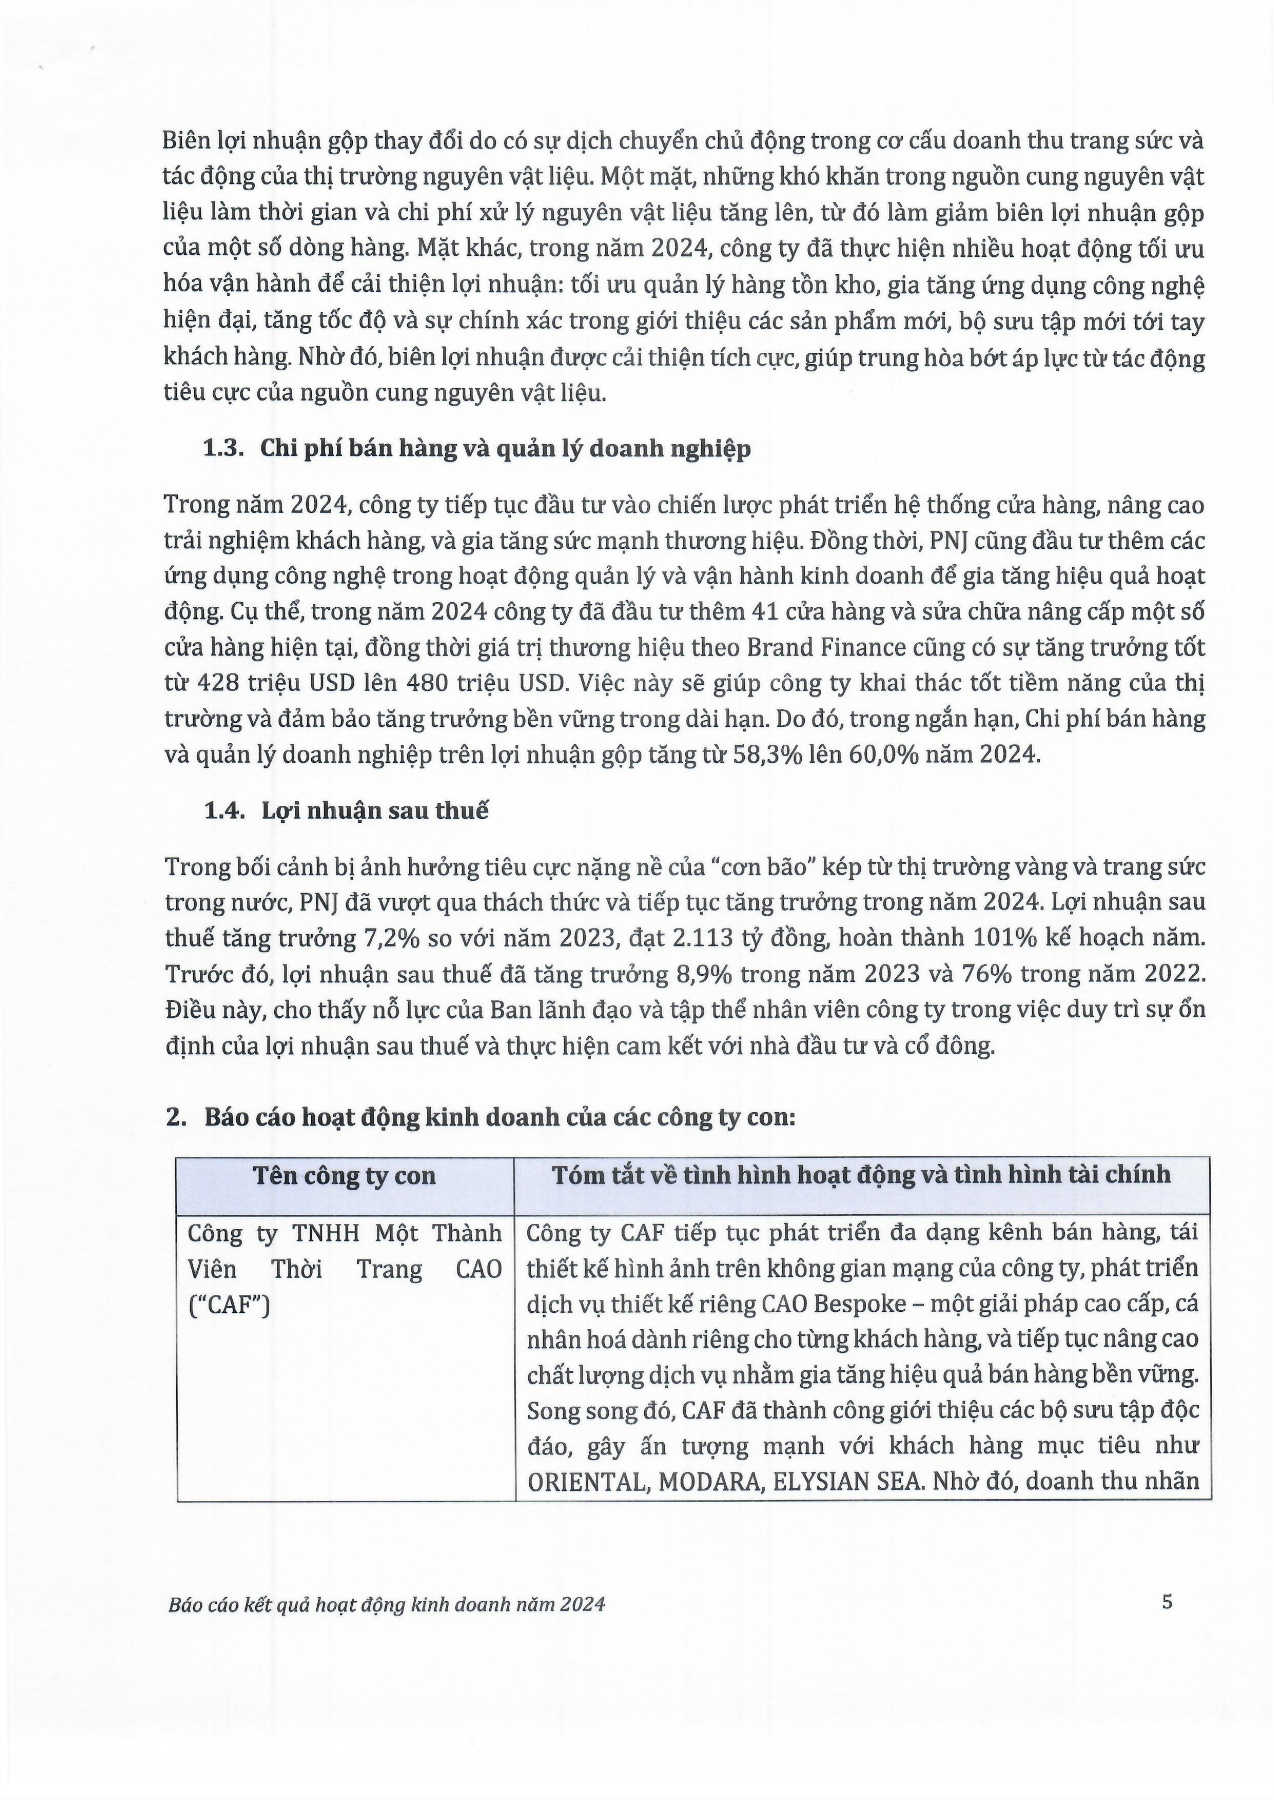 Biên lợi nhuận gộp thay đổi do có sự dịch chuyển chủ động trong cơ cấu doanh thu trang sức và
tác động của thị trường nguyên vật liệu. Một mặt, những khó khăn trong nguồn cung nguyên vật
liệu làm thời gian và chi phí xử lý nguyên vật liệu tăng lên, từ đó làm giảm biên lợi nhuận gộp
của một số dòng hàng. Mặt khác, trong năm 2024, công ty đã thực hiện nhiều hoạt động tối ưu
hóa vận hành để cải thiện lợi nhuận: tối ưu quản lý hàng tồn kho, gia tăng ứng dụng công nghệ
hiện đại, tăng tốc độ và sự chính xác trong giới thiệu các sản phẩm mới, bộ sưu tập mới tới tay
khách hàng. Nhờ đó, biên lợi nhuận được cải thiện tích cực, giúp trung hòa bớt áp lực từ tác động
tiêu cực của nguồn cung nguyên vật liệu.
1.3. Chi phí bán hàng và quản lý doanh nghiệp
Trong năm 2024, công ty tiếp tục đầu tư vào chiến lược phát triển hệ thống cửa hàng, nâng cao
trải nghiệm khách hàng, và gia tăng sức mạnh thương hiệu. Đồng thời, PNJ cũng đầu tư thêm các
ứng dụng công nghệ trong hoạt động quản lý và vận hành kinh doanh để gia tăng hiệu quả hoạt
động. Cụ thể, trong năm 2024 công ty đã đầu tư thêm 41 cửa hàng và sửa chữa nâng cấp một số
cửa hàng hiện tại, đồng thời giá trị thương hiệu theo Brand Finance cũng có sự tăng trưởng tốt
từ 428 triệu USD lên 480 triệu USD. Việc này sẽ giúp công ty khai thác tốt tiềm năng của thị
trường và đảm bảo tăng trưởng bền vững trong dài hạn. Do đó, trong ngắn hạn, Chi phí bán hàng
và quản lý doanh nghiệp trên lợi nhuận gộp tăng từ 58,3% lên 60,0% năm 2024.
1.4. Lợi nhuận sau thuế
Trong bối cảnh bị ảnh hưởng tiêu cực nặng nề của “cơn bão” kép từ thị trường vàng và trang sức
trong nước, PNJ đã vượt qua thách thức và tiếp tục tăng trưởng trong năm 2024. Lợi nhuận sau
thuế tăng trưởng 7,2% so với năm 2023, đạt 2.113 tỷ đồng, hoàn thành 101% kế hoạch năm.
Trước đó, lợi nhuận sau thuế đã tăng trưởng 8,9% trong năm 2023 và 76% trong năm 2022.
Điều này, cho thấy nỗ lực của Ban lãnh đạo và tập thể nhân viên công ty trong việc duy trì sự ổn
định của lợi nhuận sau thuế và thực hiện cam kết với nhà đầu tư và cổ đông.
2. Báo cáo hoạt động kinh doanh của các công ty con:
Tên công ty con
Tóm tắt về tình hình hoạt động và tình hình tài chính
Công ty TNHH Một Thành
Viên Thời Trang CAO
(“CAF”)
Công ty CAF tiếp tục phát triển đa dạng kênh bán hàng, tái
thiết kế hình ảnh trên không gian mạng của công ty, phát triển
dịch vụ thiết kế riêng CAO Bespoke – một giải pháp cao cấp, cá
nhân hoá dành riêng cho từng khách hàng, và tiếp tục nâng cao
chất lượng dịch vụ nhằm gia tăng hiệu quả bán hàng bền vững.
Song song đó, CAF đã thành công giới thiệu các bộ sưu tập độc
đáo, gây ấn tượng mạnh với khách hàng mục tiêu như
ORIENTAL, MODARA, ELYSIAN SEA. Nhờ đó, doanh thu nhãn
Báo cáo kết quả hoạt động kinh doanh năm 2024
5